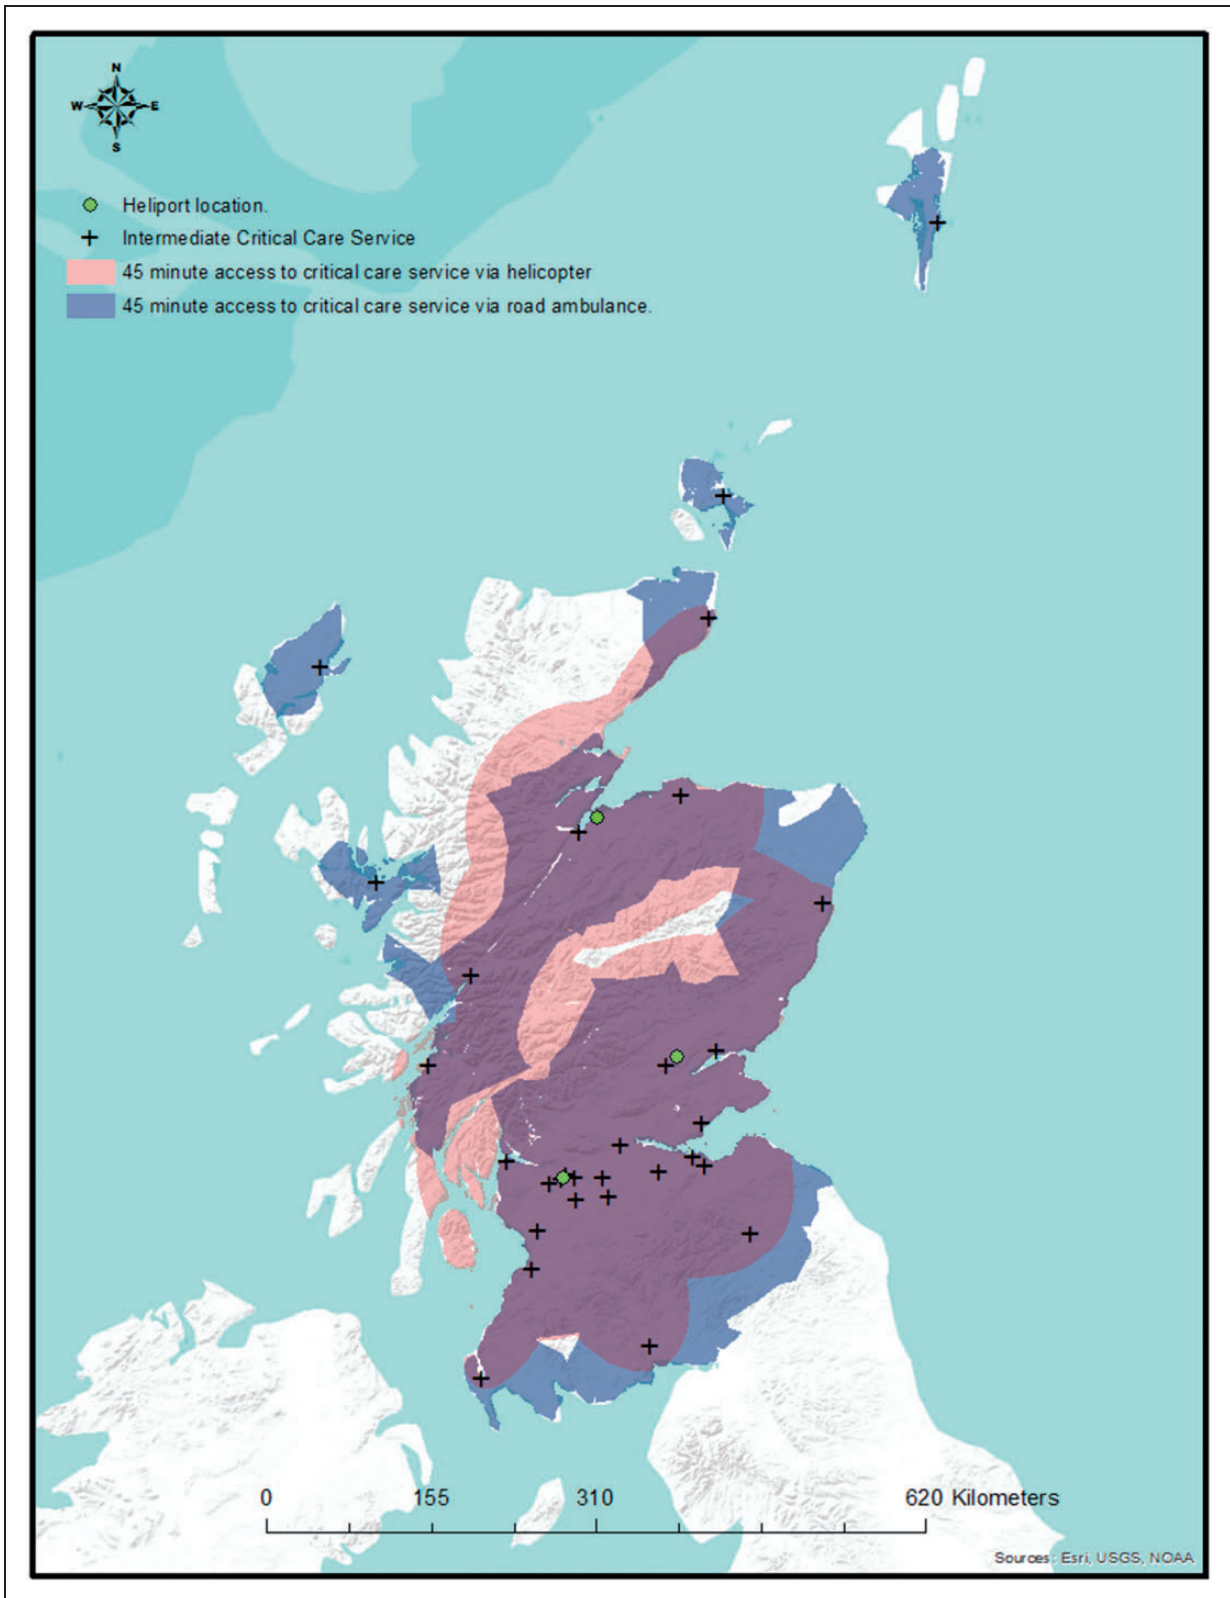 N
W E
S
Heliport location.
Intermediate Critical Care Service
45 minute access to critical care service via helicopter
45 minute access to critical care service via road ambulance.
0 155 310 620 Kilometers
Sources: Esri, USGS, NOAA